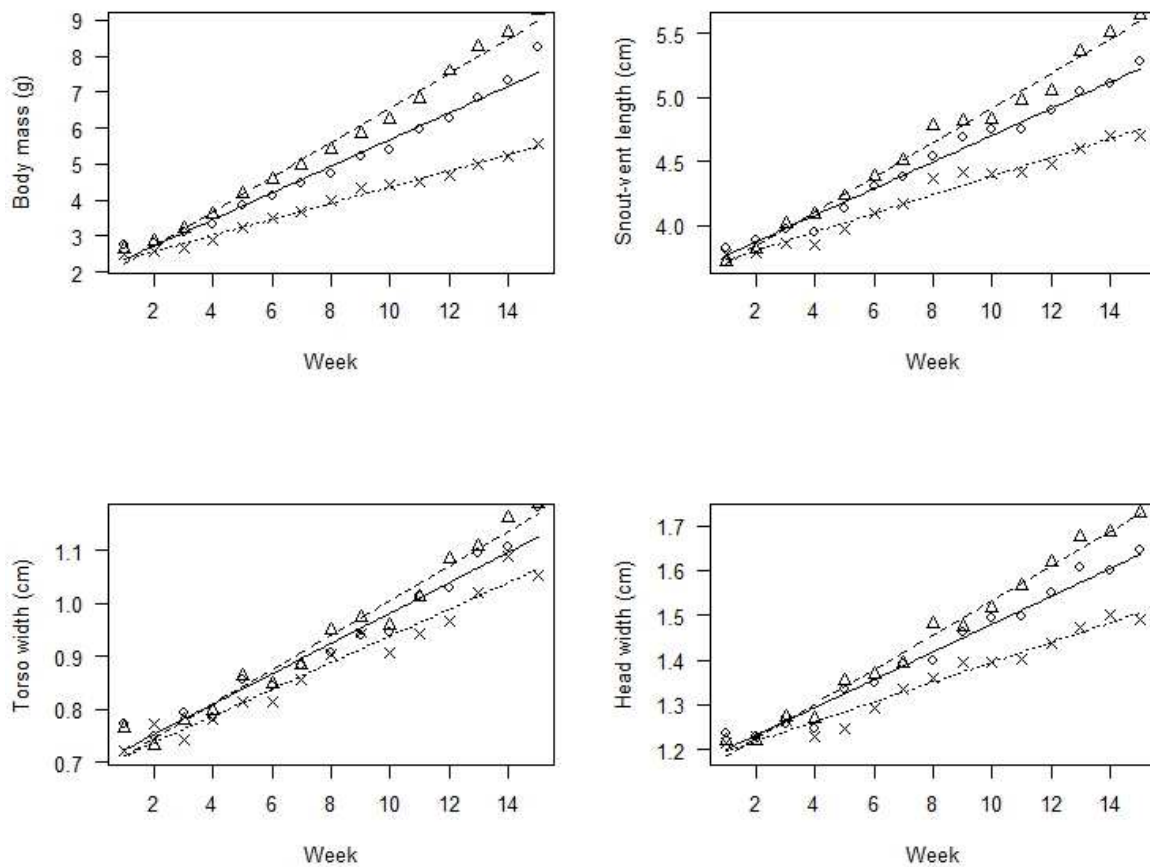 Body mass (g)
9
8
7
6
5
4
3
2
2 4 6 8 10 12 14
Week
Snout-vent length (cm)
5.5
5.0
4.5
4.0
2 4 6 8 10 12 14
Week
Torso width (cm)
1.1
1.0
0.9
0.8
0.7
2 4 6 8 10 12 14
Week
Head width (cm)
1.7
1.6
1.5
1.4
1.3
1.2
2 4 6 8 10 12 14
Week